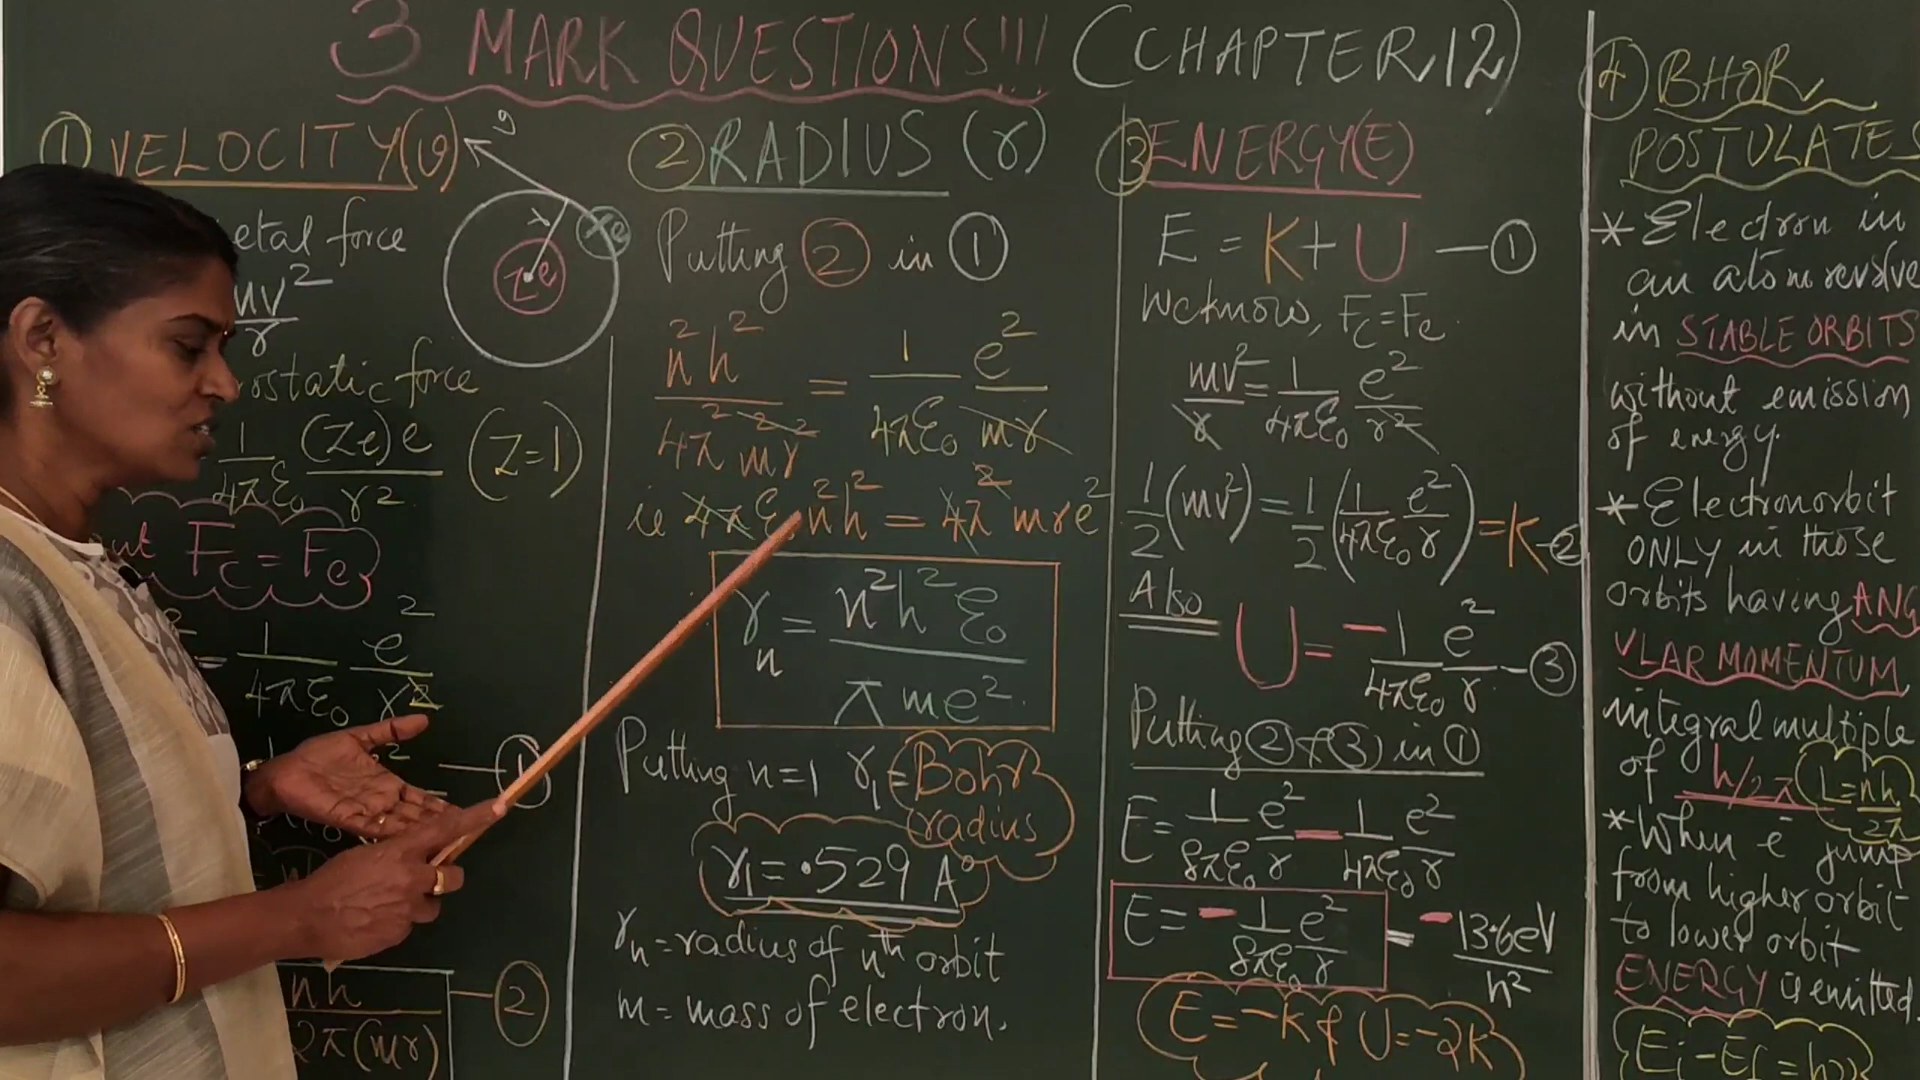 3 MARK QUESTIONS!!! (CHAPTER 12)
① VELOCITY(v)
v
r
e
Ze
etal force
mv²/r
rostatic force
1/4πε₀ (Ze)e/r² (Z=1)
but Fc = Fe
= 1/4πε₀ e²/r²
— ①
nh/2π(mr) — ②
② RADIUS (r)
Putting ② in ①
n²h²/4π²m²r² = 1/4πε₀ e²/mr
ie 4πε₀n²h² = 4π²mre²
rₙ = n²h²ε₀/πme²
Putting n=1 r₁ = Bohr
radius
r₁ = .529 A°
rₙ = radius of nth orbit
m = mass of electron.
③ ENERGY(E)
E = K + U — ①
We know, Fc = Fe
mv²/r = 1/4πε₀ e²/r²
1/2 (mv²) = 1/2 (1/4πε₀ e²/r) = K – ②
Also
U = – 1/4πε₀ e²/r – ③
Putting ② & ③ in ①
E = 1/8πε₀ e²/r – 1/4πε₀ e²/r
E = – 1/8πε₀ e²/r = – 13.6eV/n²
E = –K & U = –2K
④ BHOR
POSTULATES
* Electron in
an atom revolve
in STABLE ORBITS
without emission
of energy.
* Electron orbit
ONLY in those
orbits having ANG
ULAR MOMENTUM
integral multiple
of h/2π (L = nh/2π
* When e⁻ jump
from higher orbit
to lower orbit
ENERGY is emitted.